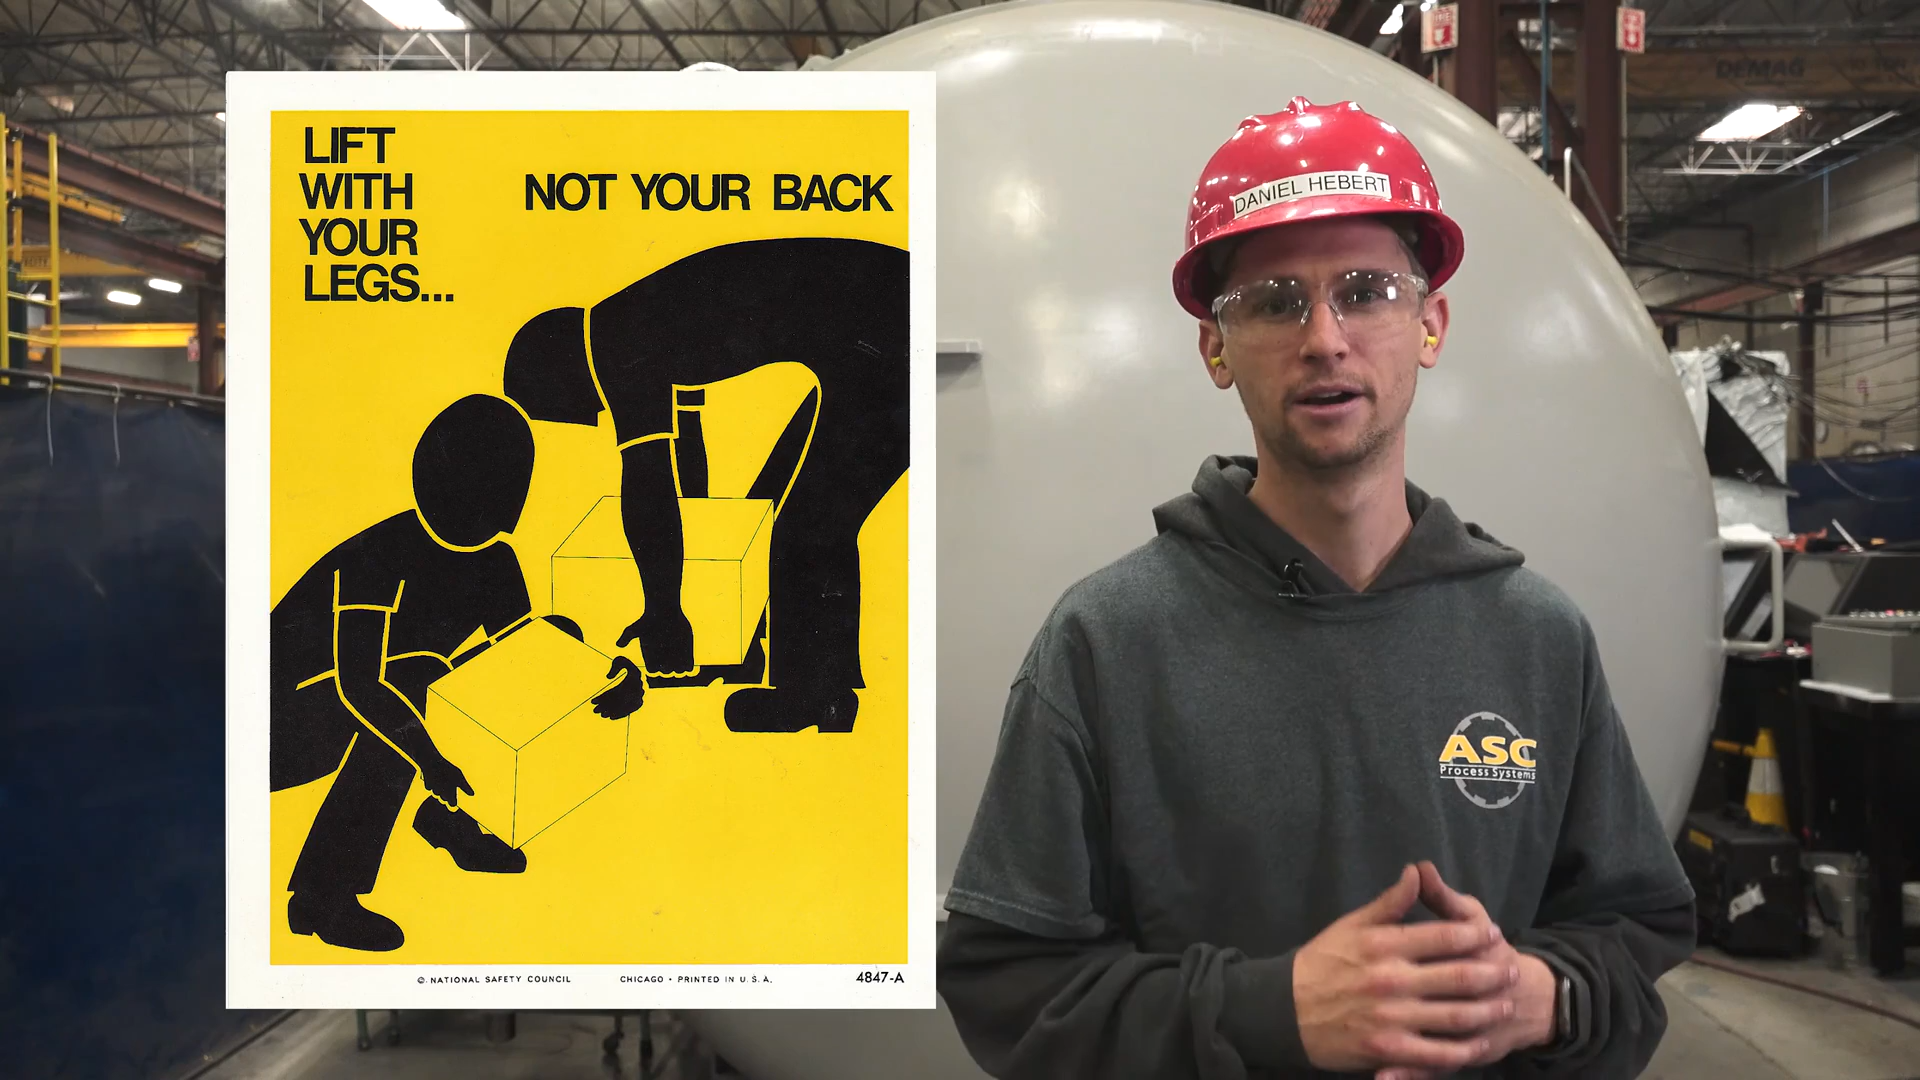 LIFT
WITH
YOUR
LEGS...
NOT YOUR BACK
© NATIONAL SAFETY COUNCIL CHICAGO • PRINTED IN U.S.A. 4847-A
DANIEL HEBERT
ASC
Process Systems
DEMAG